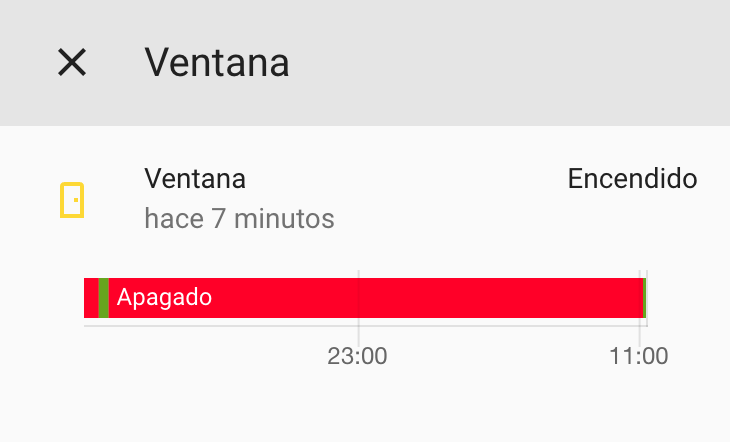 Ventana
Ventana
Encendido
hace 7 minutos
Apagado
23:00
11:00